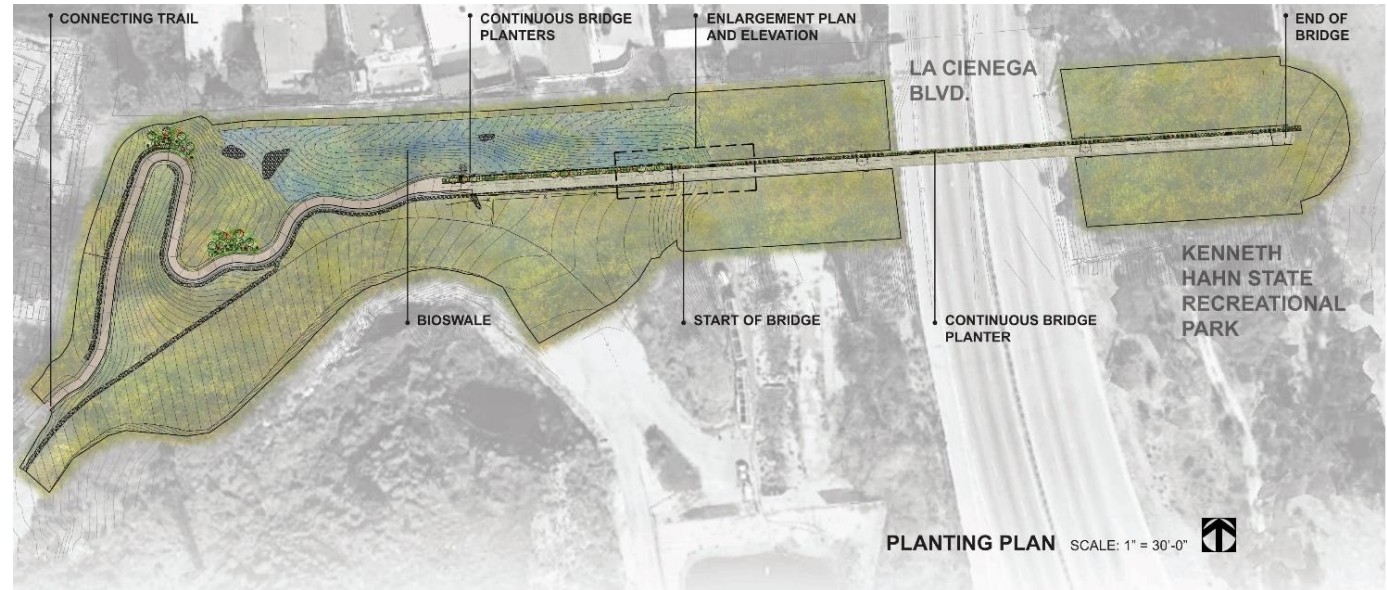 CONNECTING TRAIL
CONTINUOUS BRIDGE
PLANTERS
ENLARGEMENT PLAN
AND ELEVATION
END OF
BRIDGE
LA CIENEGA
BLVD.
BIOSWALE
START OF BRIDGE
CONTINUOUS BRIDGE
PLANTER
KENNETH
HAHN STATE
RECREATIONAL
PARK
PLANTING PLAN SCALE: 1" = 30'-0"